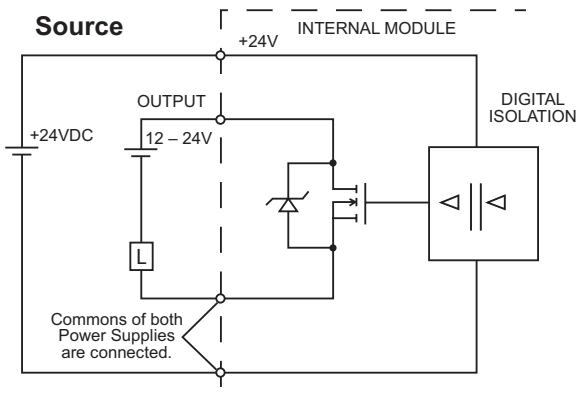 Source
INTERNAL MODULE
+24V
OUTPUT
DIGITAL
ISOLATION
+24VDC
12 – 24V
L
Commons of both
Power Supplies
are connected.